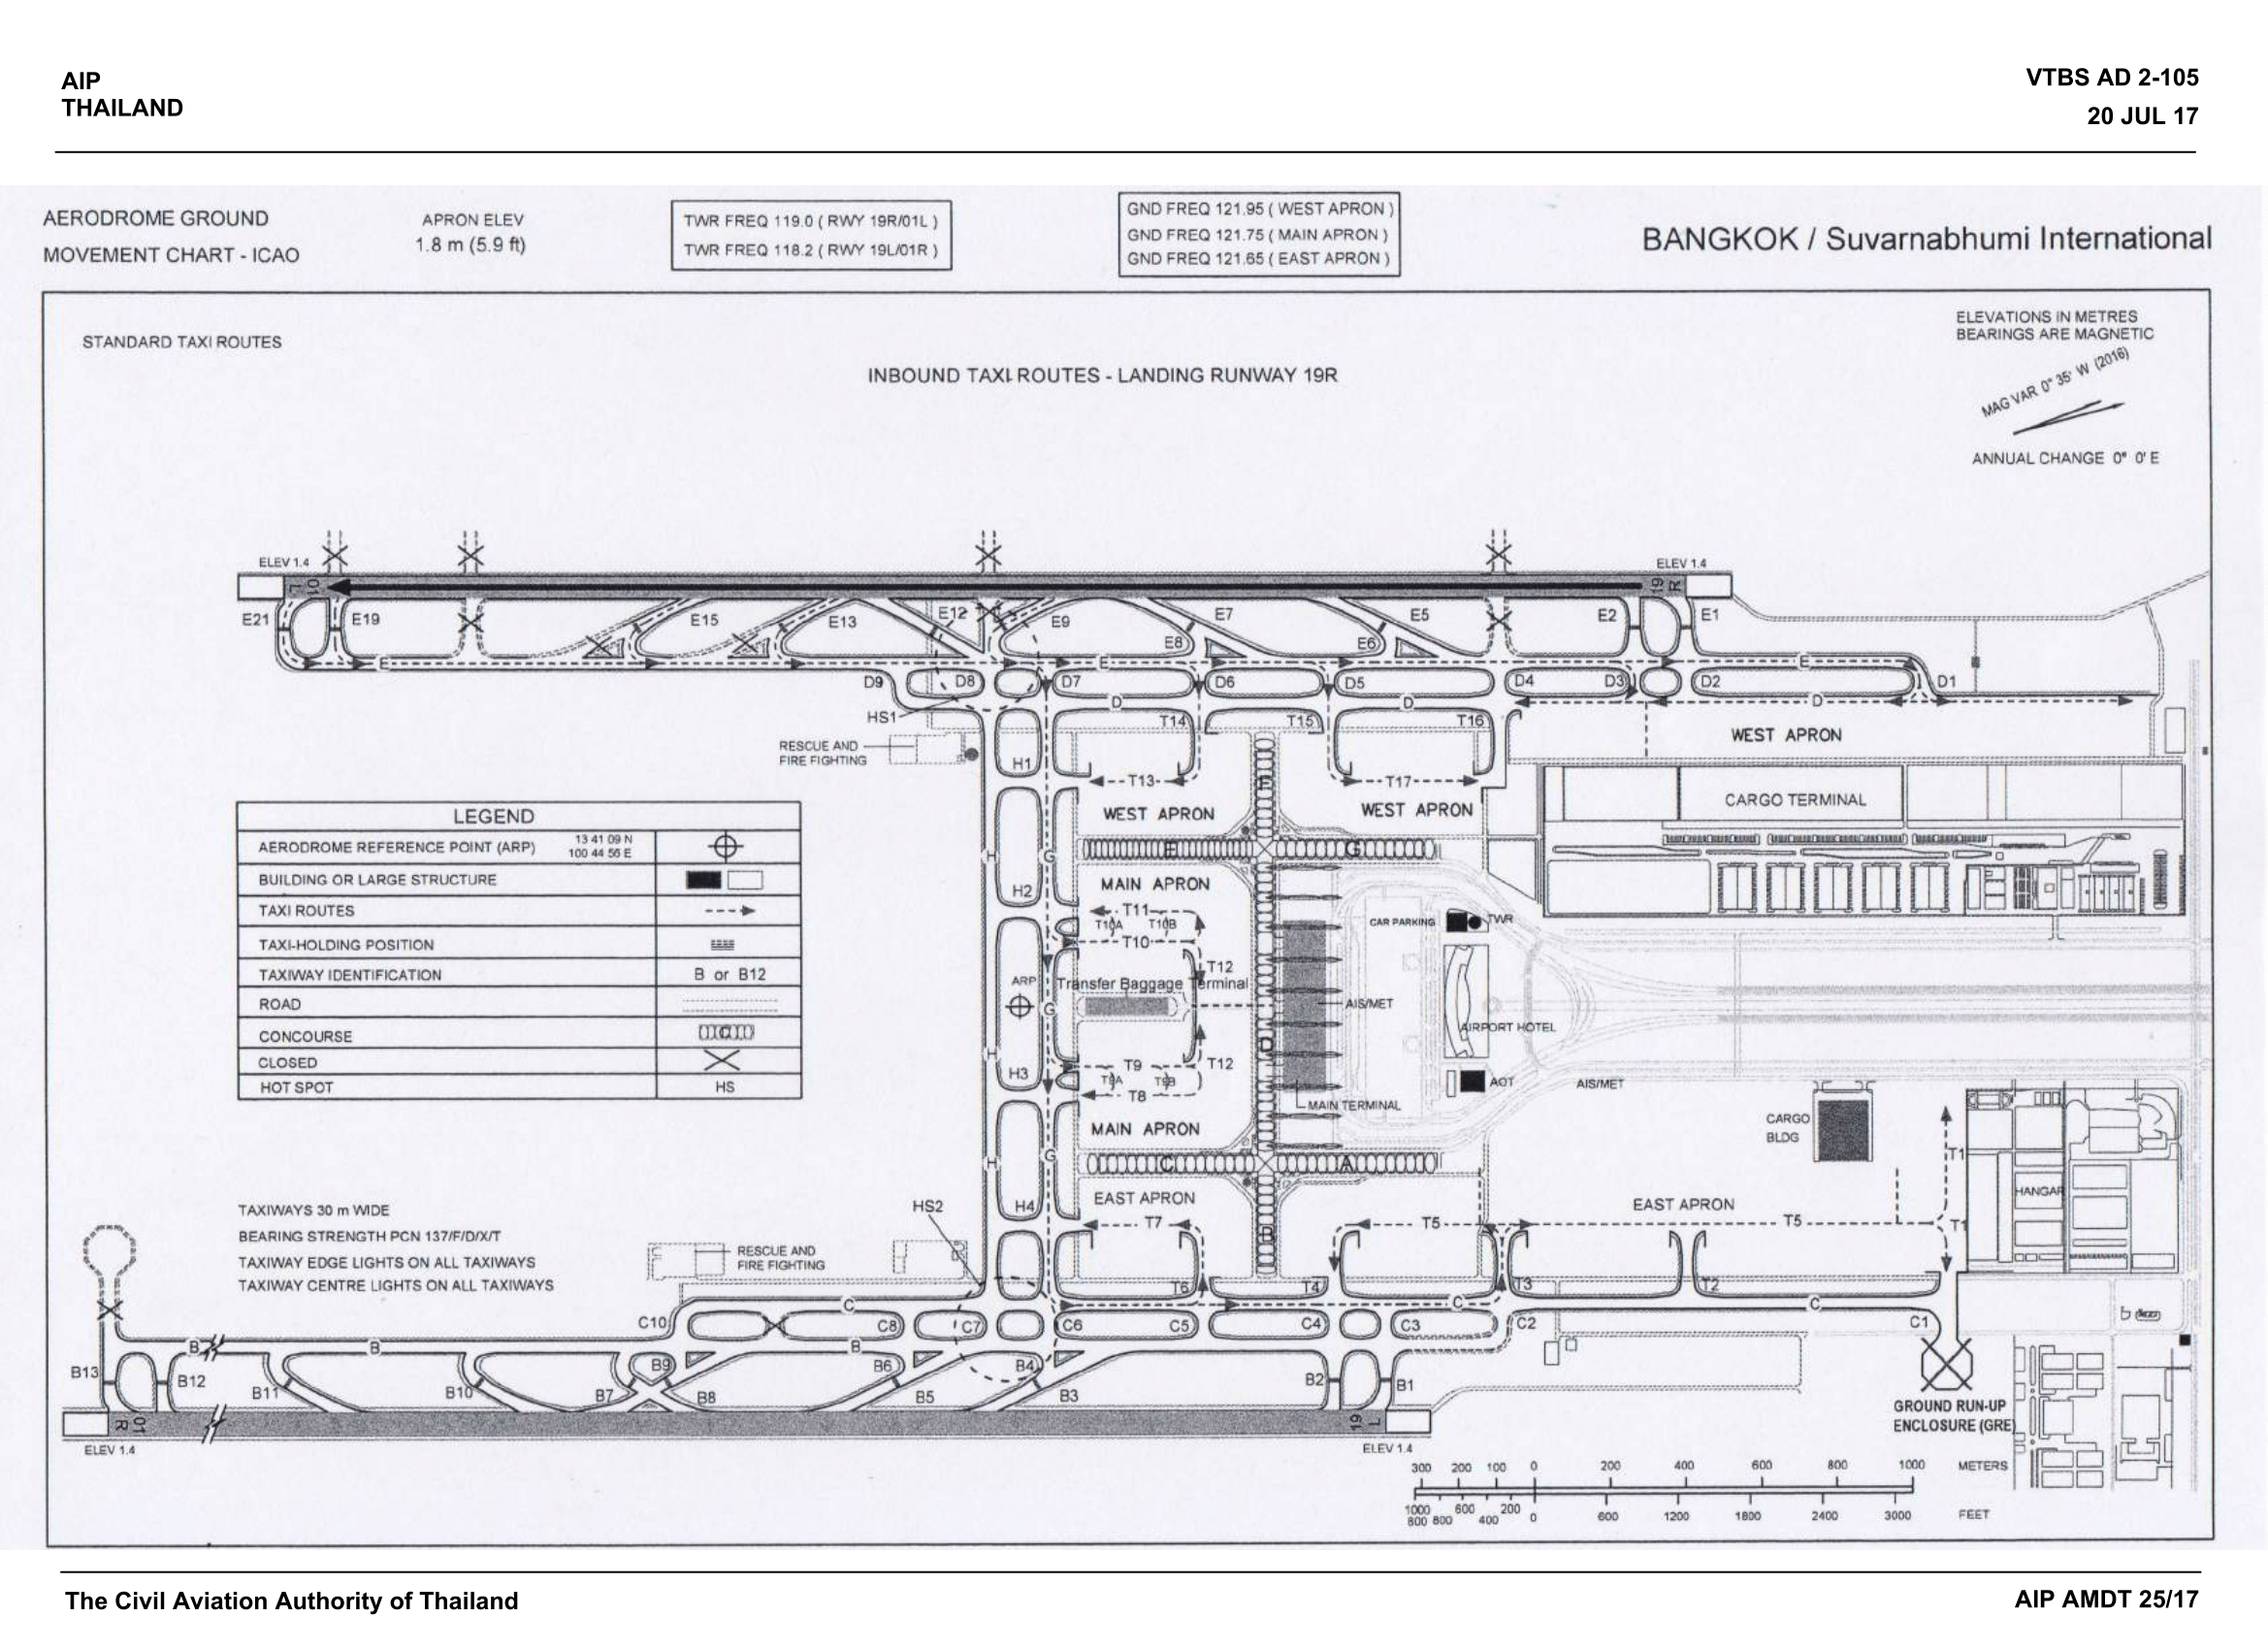 AIP
THAILAND
VTBS AD 2-105
20 JUL 17
AERODROME GROUND
MOVEMENT CHART - ICAO
APRON ELEV
1.8 m (5.9 ft)
TWR FREQ 119.0 ( RWY 19R/01L )
TWR FREQ 118.2 ( RWY 19L/01R )
GND FREQ 121.95 ( WEST APRON )
GND FREQ 121.75 ( MAIN APRON )
GND FREQ 121.65 ( EAST APRON )
BANGKOK / Suvarnabhumi International
STANDARD TAXI ROUTES
INBOUND TAXI ROUTES - LANDING RUNWAY 19R
ELEVATIONS IN METRES
BEARINGS ARE MAGNETIC
MAG VAR 0° 35' W (2016)
ANNUAL CHANGE 0° 0' E
ELEV 1.4
ELEV 1.4
01 L
19 R
E21
E19
E15
E13
E12
E9
E8
E7
E6
E5
E2
E1
E
E
E
D9
D8
D7
D6
D5
D4
D3
D2
D1
D
D
D
HS1
T14
T15
T16
RESCUE AND
FIRE FIGHTING
H1
T13
T17
WEST APRON
WEST APRON
WEST APRON
CARGO TERMINAL
F
E
G
H
G
H2
MAIN APRON
T11
T10A
T10B
T10
T12
CAR PARKING
TWR
LEGEND
AERODROME REFERENCE POINT (ARP)
13 41 09 N
100 44 56 E
BUILDING OR LARGE STRUCTURE
TAXI ROUTES
TAXI-HOLDING POSITION
TAXIWAY IDENTIFICATION
B or B12
ROAD
CONCOURSE
C
CLOSED
HOT SPOT
HS
ARP
Transfer Baggage Terminal
G
AIS/MET
AIRPORT HOTEL
D
H
H3
T9
T12
T9A
T9B
T8
AOT
AIS/MET
MAIN TERMINAL
CARGO
BLDG
MAIN APRON
H
G
C
A
T1
HANGAR
EAST APRON
EAST APRON
H4
HS2
T7
B
T5
T5
T1
TAXIWAYS 30 m WIDE
BEARING STRENGTH PCN 137/F/D/X/T
TAXIWAY EDGE LIGHTS ON ALL TAXIWAYS
TAXIWAY CENTRE LIGHTS ON ALL TAXIWAYS
RESCUE AND
FIRE FIGHTING
T6
T4
T3
T2
C
C
C
C10
C8
C7
C6
C5
C4
C3
C2
C1
B
B
B
B13
B12
B11
B10
B9
B7
B8
B6
B5
B4
B3
B2
B1
01 R
19 L
ELEV 1.4
ELEV 1.4
GROUND RUN-UP
ENCLOSURE (GRE)
300 200 100 0 200 400 600 800 1000 METERS
1000 600 200
800 800 400 0 600 1200 1800 2400 3000 FEET
The Civil Aviation Authority of Thailand
AIP AMDT 25/17